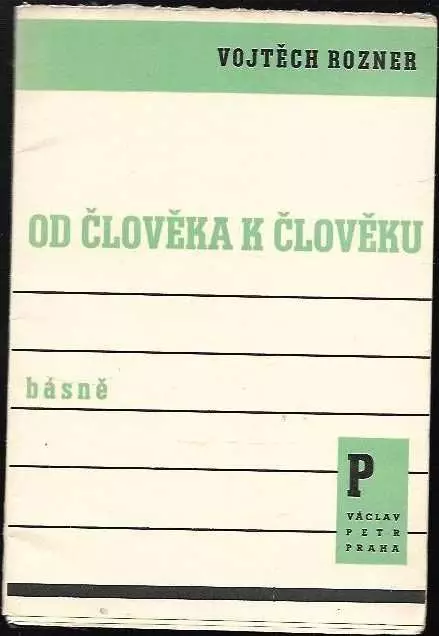 VOJTĚCH ROZNER
OD ČLOVĚKA K ČLOVĚKU
básně
P
VÁCLAV
PETR
PRAHA